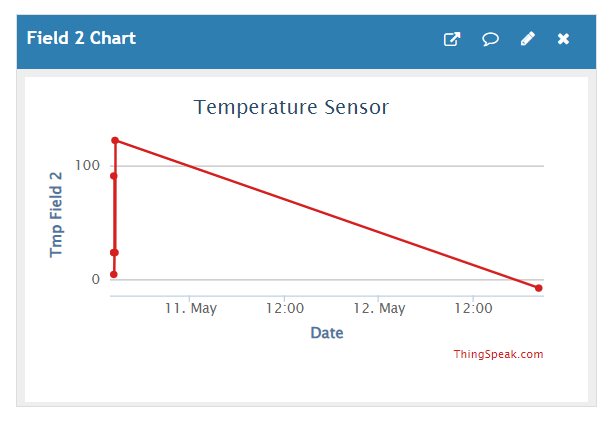 Field 2 Chart
Temperature Sensor
100
0
Tmp Field 2
11. May
12:00
12. May
12:00
Date
ThingSpeak.com